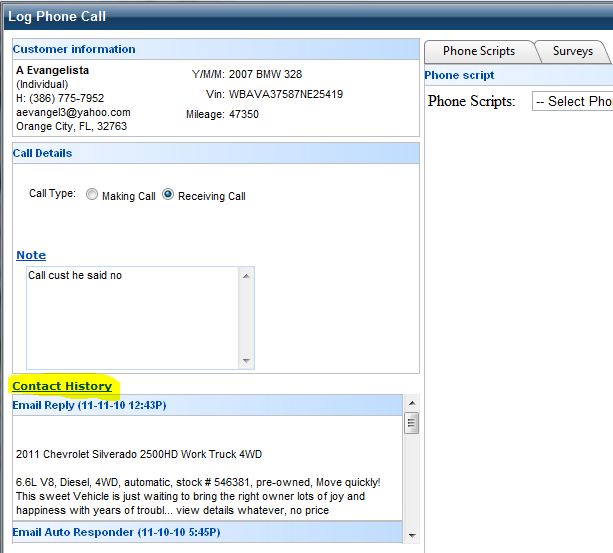 Log Phone Call
Customer information
A Evangelista
(Individual)
H: (386) 775-7952
aevangel3@yahoo.com
Orange City, FL, 32763
Y/M/M: 2007 BMW 328
Vin: WBAVA37587NE25419
Mileage: 47350
Call Details
Call Type: Making Call Receiving Call
Note
Call cust he said no
Contact History
Email Reply (11-11-10 12:43P)
2011 Chevrolet Silverado 2500HD Work Truck 4WD
6.6L V8, Diesel, 4WD, automatic, stock # 546381, pre-owned, Move quickly!
This sweet Vehicle is just waiting to bring the right owner lots of joy and
happiness with years of troubl... view details whatever, no price
Email Auto Responder (11-10-10 5:45P)
Phone Scripts Surveys
Phone script
Phone Scripts: -- Select Pho